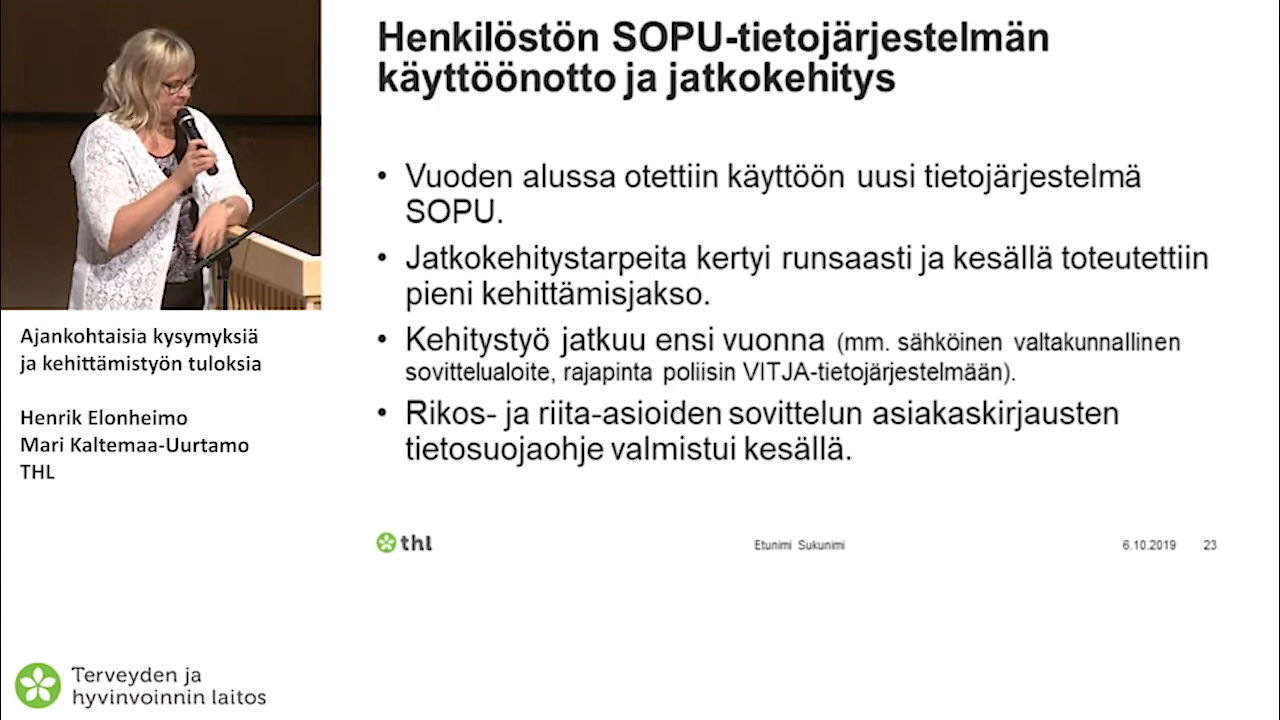 Henkilöstön SOPU-tietojärjestelmän
käyttöönotto ja jatkokehitys
• Vuoden alussa otettiin käyttöön uusi tietojärjestelmä
SOPU.
• Jatkokehitystarpeita kertyi runsaasti ja kesällä toteutettiin
pieni kehittämisjakso.
• Kehitystyö jatkuu ensi vuonna (mm. sähköinen valtakunnallinen
sovittelualoite, rajapinta poliisin VITJA-tietojärjestelmään).
• Rikos- ja riita-asioiden sovittelun asiakaskirjausten
tietosuojaohje valmistui kesällä.
thl
Etunimi Sukunimi
6.10.2019 23
Ajankohtaisia kysymyksiä
ja kehittämistyön tuloksia
Henrik Elonheimo
Mari Kaltemaa-Uurtamo
THL
Terveyden ja
hyvinvoinnin laitos